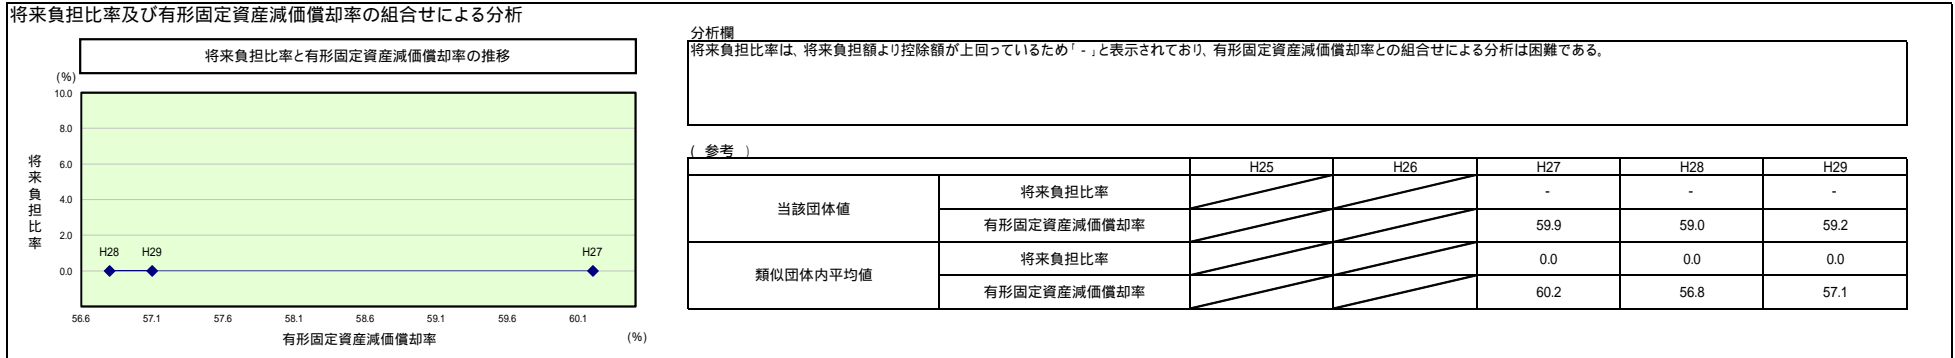 将来負担比率及び有形固定資産減価償却率の組合せによる分析
将来負担比率と有形固定資産減価償却率の推移
(%)
将来負担比率
10.0
8.0
6.0
4.0
2.0
0.0
H28 H29 H27
56.6 57.1 57.6 58.1 58.6 59.1 59.6 60.1
有形固定資産減価償却率 (%)
分析欄
将来負担比率は、将来負担額より控除額が上回っているため「-」と表示されており、有形固定資産減価償却率との組合せによる分析は困難である。
(参考)
H25 H26 H27 H28 H29
当該団体値
将来負担比率 - - -
有形固定資産減価償却率 59.9 59.0 59.2
類似団体内平均値
将来負担比率 0.0 0.0 0.0
有形固定資産減価償却率 60.2 56.8 57.1